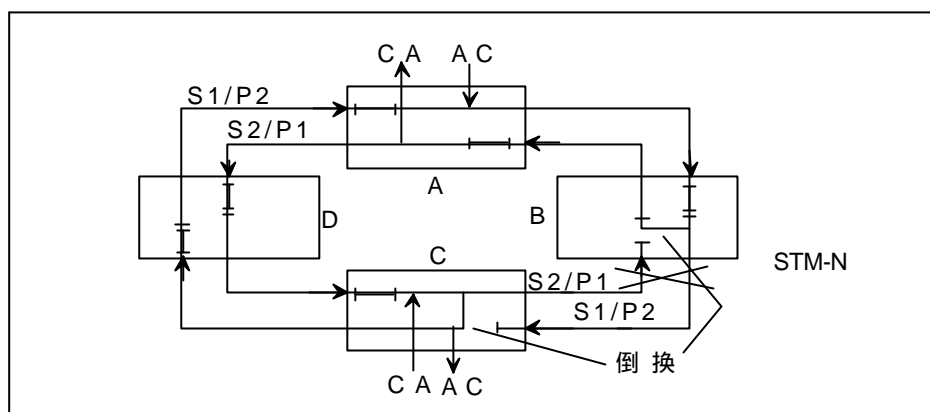 C A A C
S1/P2
S2/P1
A
D
B
C
STM-N
S2/P1
S1/P2
倒 换
C A A C